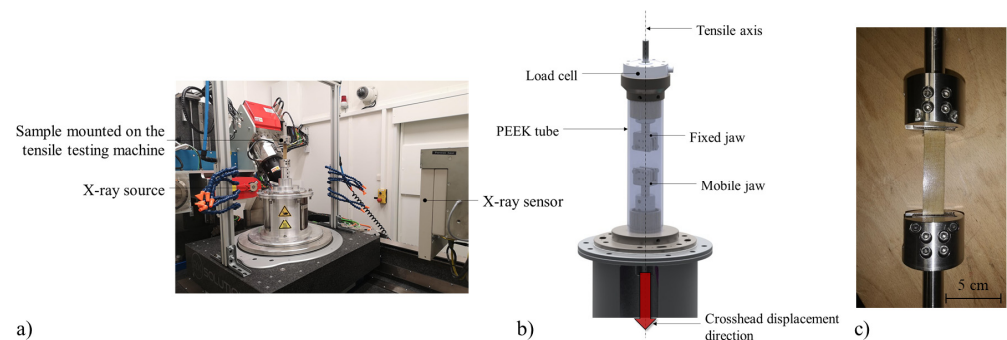 Sample mounted on the
tensile testing machine
X-ray source
X-ray sensor
a)
Tensile axis
Load cell
PEEK tube
Fixed jaw
Mobile jaw
Crosshead displacement
direction
b)
5 cm
c)